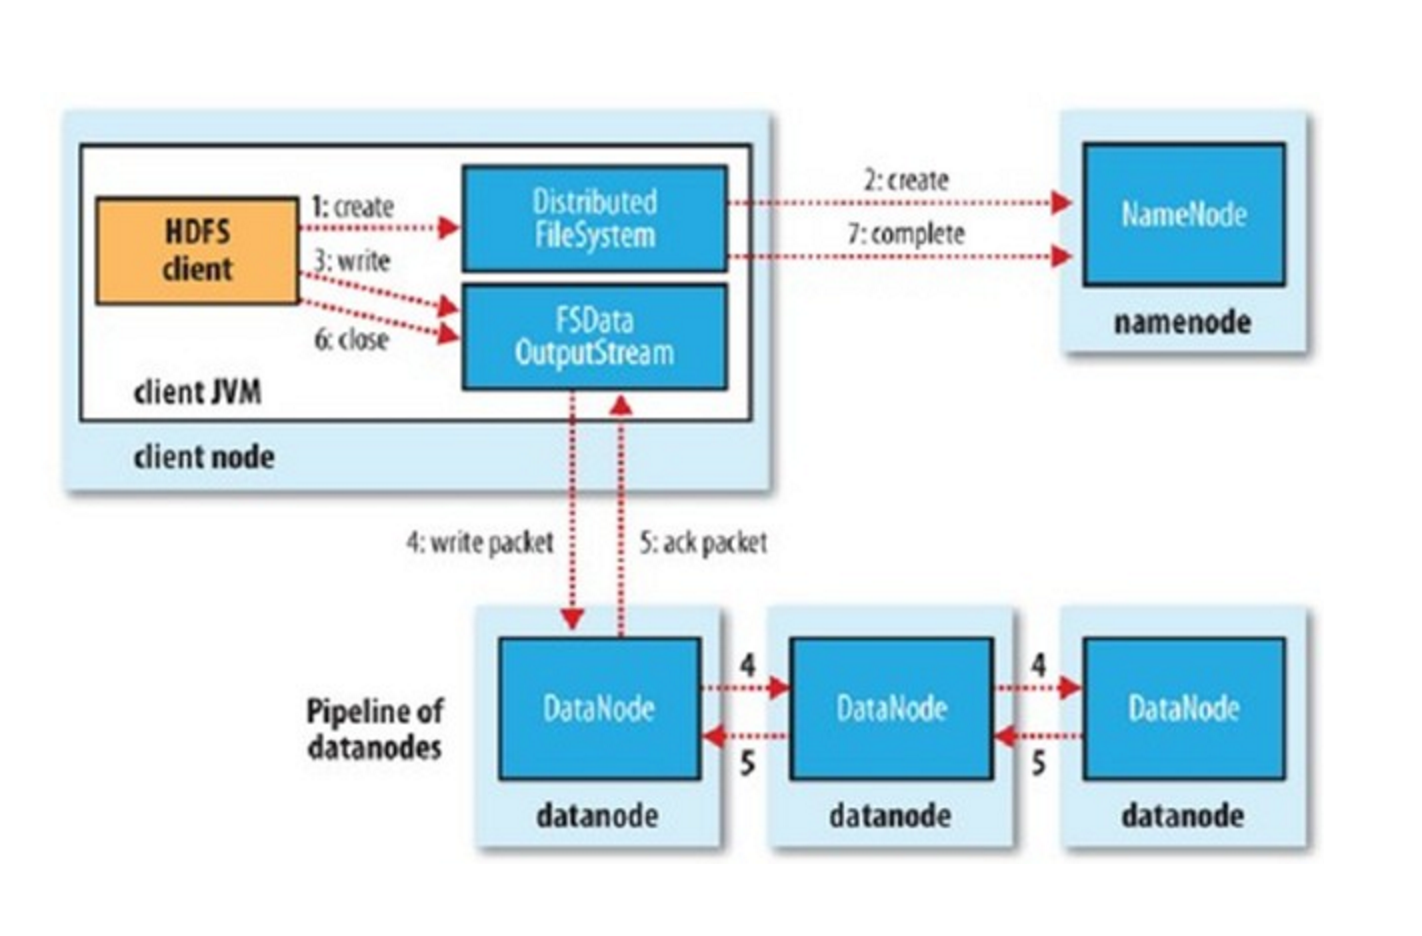 1: create
HDFS
client
3: write
6: close
Distributed
FileSystem
FSData
OutputStream
client JVM
client node
2: create
7: complete
NameNode
namenode
4: write packet
5: ack packet
Pipeline of
datanodes
DataNode
datanode
4
5
DataNode
datanode
4
5
DataNode
datanode